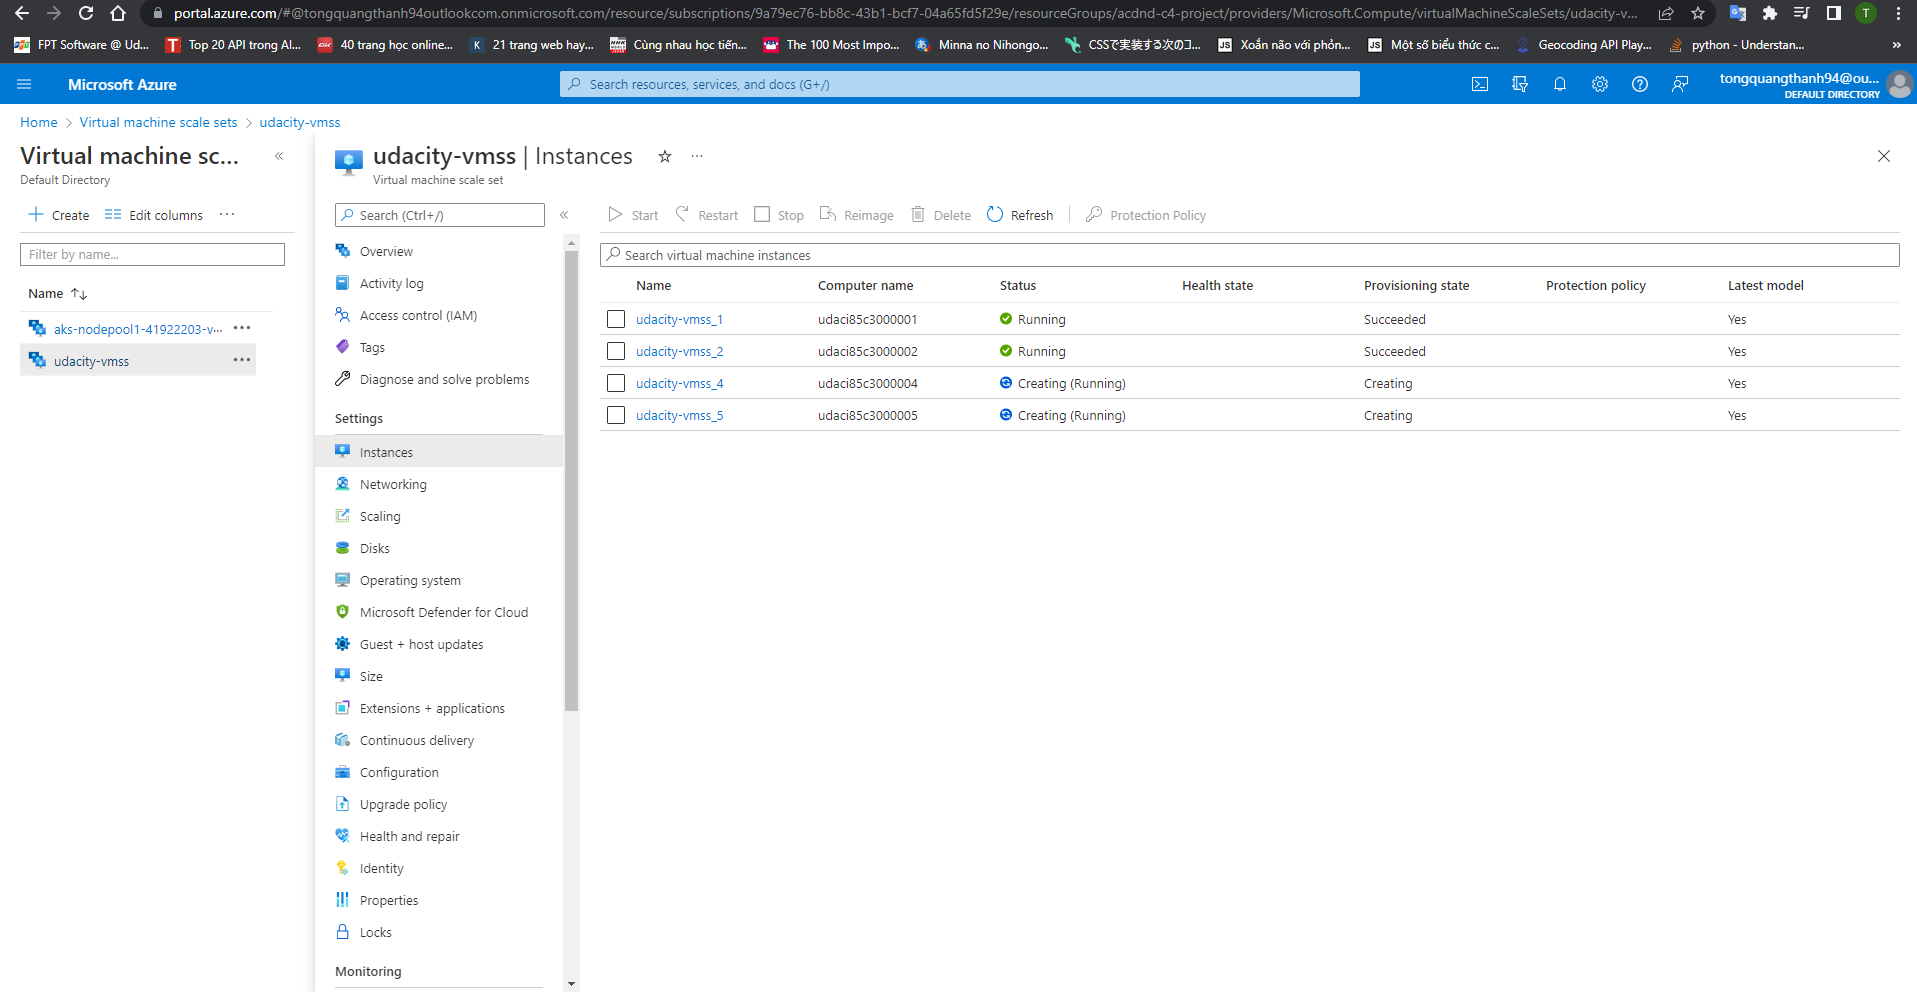 portal.azure.com/#@tongquangthanh94outlookcom.onmicrosoft.com/resource/subscriptions/9a79ec76-bb8c-43b1-bcf7-04a65fd5f29e/resourceGroups/acdnd-c4-project/providers/Microsoft.Compute/virtualMachineScaleSets/udacity-v...
T
FPT Software @ Ud... Top 20 API trong AI... 40 trang học online... 21 trang web hay,... Cùng nhau học tiến... The 100 Most Impo... Minna no Nihongo... CSSで実装する次のコ... Xoắn não với phỏn... Một số biểu thức c... Geocoding API Play... python - Understan... »
Microsoft Azure
Search resources, services, and docs (G+/)
tongquangthanh94@ou...
DEFAULT DIRECTORY
Home > Virtual machine scale sets > udacity-vmss
Virtual machine sc... «
Default Directory
Create Edit columns ...
Filter by name...
Name ↑↓
aks-nodepool1-41922203-v... •••
udacity-vmss •••
udacity-vmss | Instances ☆ ...
Virtual machine scale set
Search (Ctrl+/) «
Overview
Activity log
Access control (IAM)
Tags
Diagnose and solve problems
Settings
Instances
Networking
Scaling
Disks
Operating system
Microsoft Defender for Cloud
Guest + host updates
Size
Extensions + applications
Continuous delivery
Configuration
Upgrade policy
Health and repair
Identity
Properties
Locks
Monitoring
Start Restart Stop Reimage Delete Refresh Protection Policy
Search virtual machine instances
Name Computer name Status Health state Provisioning state Protection policy Latest model
udacity-vmss_1 udaci85c3000001 Running Succeeded Yes
udacity-vmss_2 udaci85c3000002 Running Succeeded Yes
udacity-vmss_4 udaci85c3000004 Creating (Running) Creating Yes
udacity-vmss_5 udaci85c3000005 Creating (Running) Creating Yes